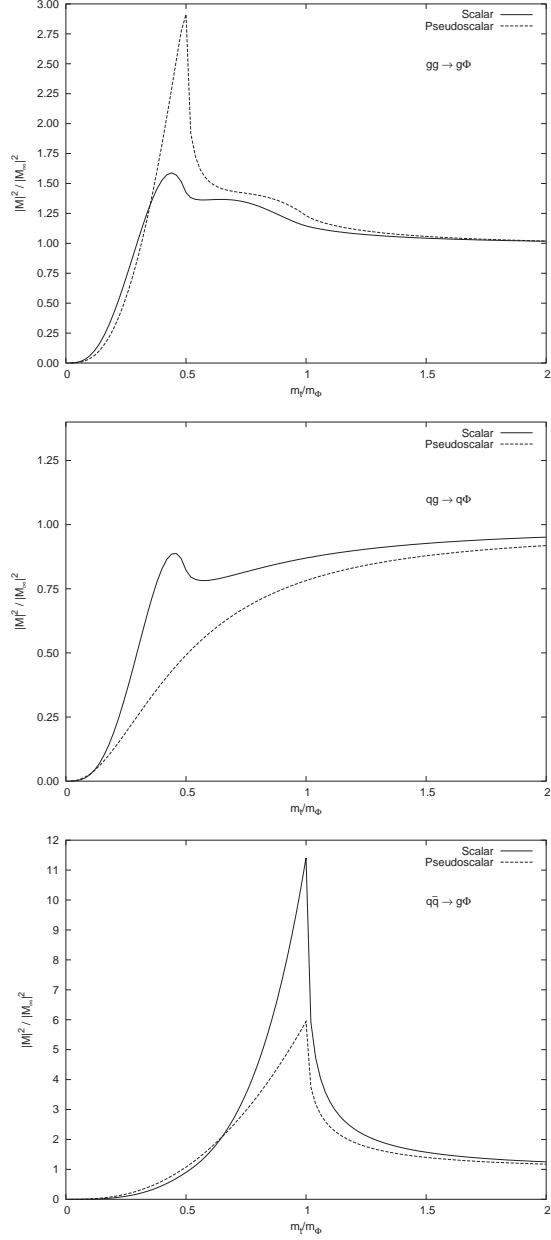 3.00
Scalar
Pseudoscalar
2.75
gg → gΦ
2.50
2.25
2.00
1.75
|M|² / |M∞|²
1.50
1.25
1.00
0.75
0.50
0.25
0.00
0 0.5 1 1.5 2
mt/mΦ
Scalar
Pseudoscalar
1.25
qg → qΦ
1.00
|M|² / |M∞|²
0.75
0.50
0.25
0.00
0 0.5 1 1.5 2
mt/mΦ
12
Scalar
Pseudoscalar
11
qq̄ → gΦ
10
9
8
7
|M|² / |M∞|²
6
5
4
3
2
1
0
0 0.5 1 1.5 2
mt/mΦ